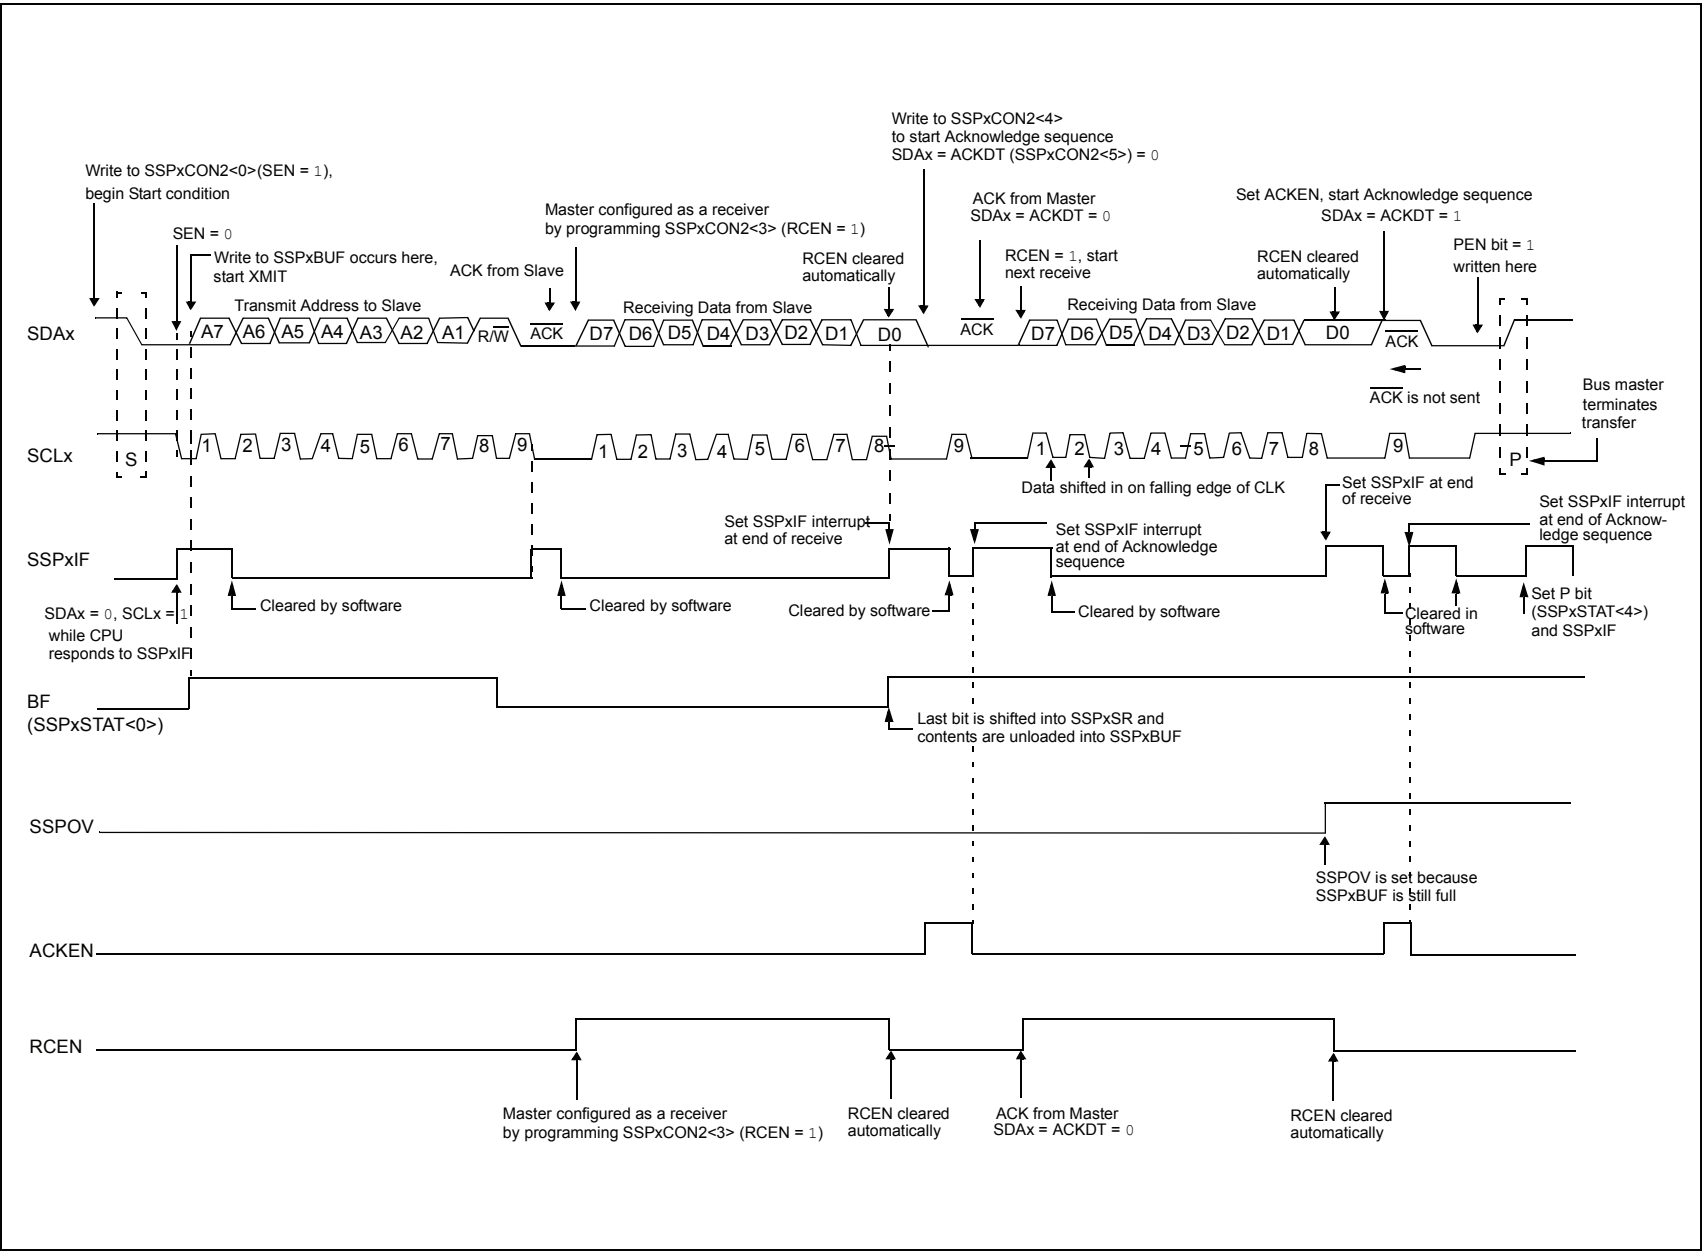 Write to SSPxCON2<4>
to start Acknowledge sequence
SDAx = ACKDT (SSPxCON2<5>) = 0
Write to SSPxCON2<0>(SEN = 1),
begin Start condition
ACK from Master
SDAx = ACKDT = 0
Set ACKEN, start Acknowledge sequence
SDAx = ACKDT = 1
Master configured as a receiver
by programming SSPxCON2<3> (RCEN = 1)
SEN = 0
Write to SSPxBUF occurs here,
start XMIT
ACK from Slave
RCEN cleared
automatically
RCEN = 1, start
next receive
RCEN cleared
automatically
PEN bit = 1
written here
Transmit Address to Slave
Receiving Data from Slave
Receiving Data from Slave
SDAx
A7 A6 A5 A4 A3 A2 A1 R/W ACK D7 D6 D5 D4 D3 D2 D1 D0 ACK D7 D6 D5 D4 D3 D2 D1 D0 ACK
ACK is not sent
Bus master
terminates
transfer
SCLx
S 1 2 3 4 5 6 7 8 9 1 2 3 4 5 6 7 8 9 1 2 3 4 5 6 7 8 9 P
Data shifted in on falling edge of CLK
Set SSPxIF at end
of receive
Set SSPxIF interrupt
at end of receive
Set SSPxIF interrupt
at end of Acknowledge
sequence
Set SSPxIF interrupt
at end of Acknow-
ledge sequence
SSPxIF
SDAx = 0, SCLx = 1
while CPU
responds to SSPxIF
Cleared by software
Cleared by software
Cleared by software
Cleared by software
Cleared in
software
Set P bit
(SSPxSTAT<4>)
and SSPxIF
BF
(SSPxSTAT<0>)
Last bit is shifted into SSPxSR and
contents are unloaded into SSPxBUF
SSPOV
SSPOV is set because
SSPxBUF is still full
ACKEN
RCEN
Master configured as a receiver
by programming SSPxCON2<3> (RCEN = 1)
RCEN cleared
automatically
ACK from Master
SDAx = ACKDT = 0
RCEN cleared
automatically